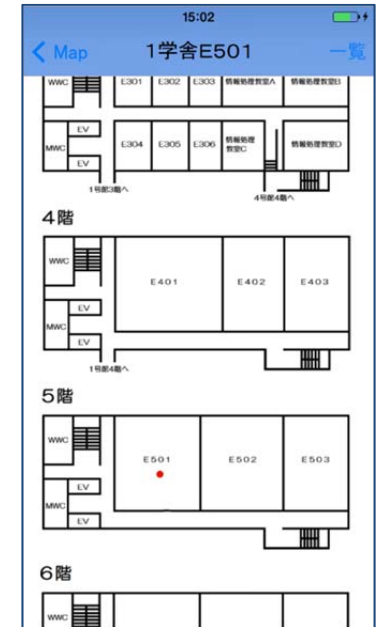 15:02
Map 1学舎E501 一覧
WWC E301 E302 E303 情報処理教室A 情報処理教室B
EV
MWC E304 E305 E306 情報処理教室C 情報処理教室D
EV
1号館3階へ 4号館2階へ
4階
WWC
E401 E402 E403
EV
MWC
EV
1号館4階へ
5階
WWC
E501 E502 E503
EV
MWC
EV
6階
WWC